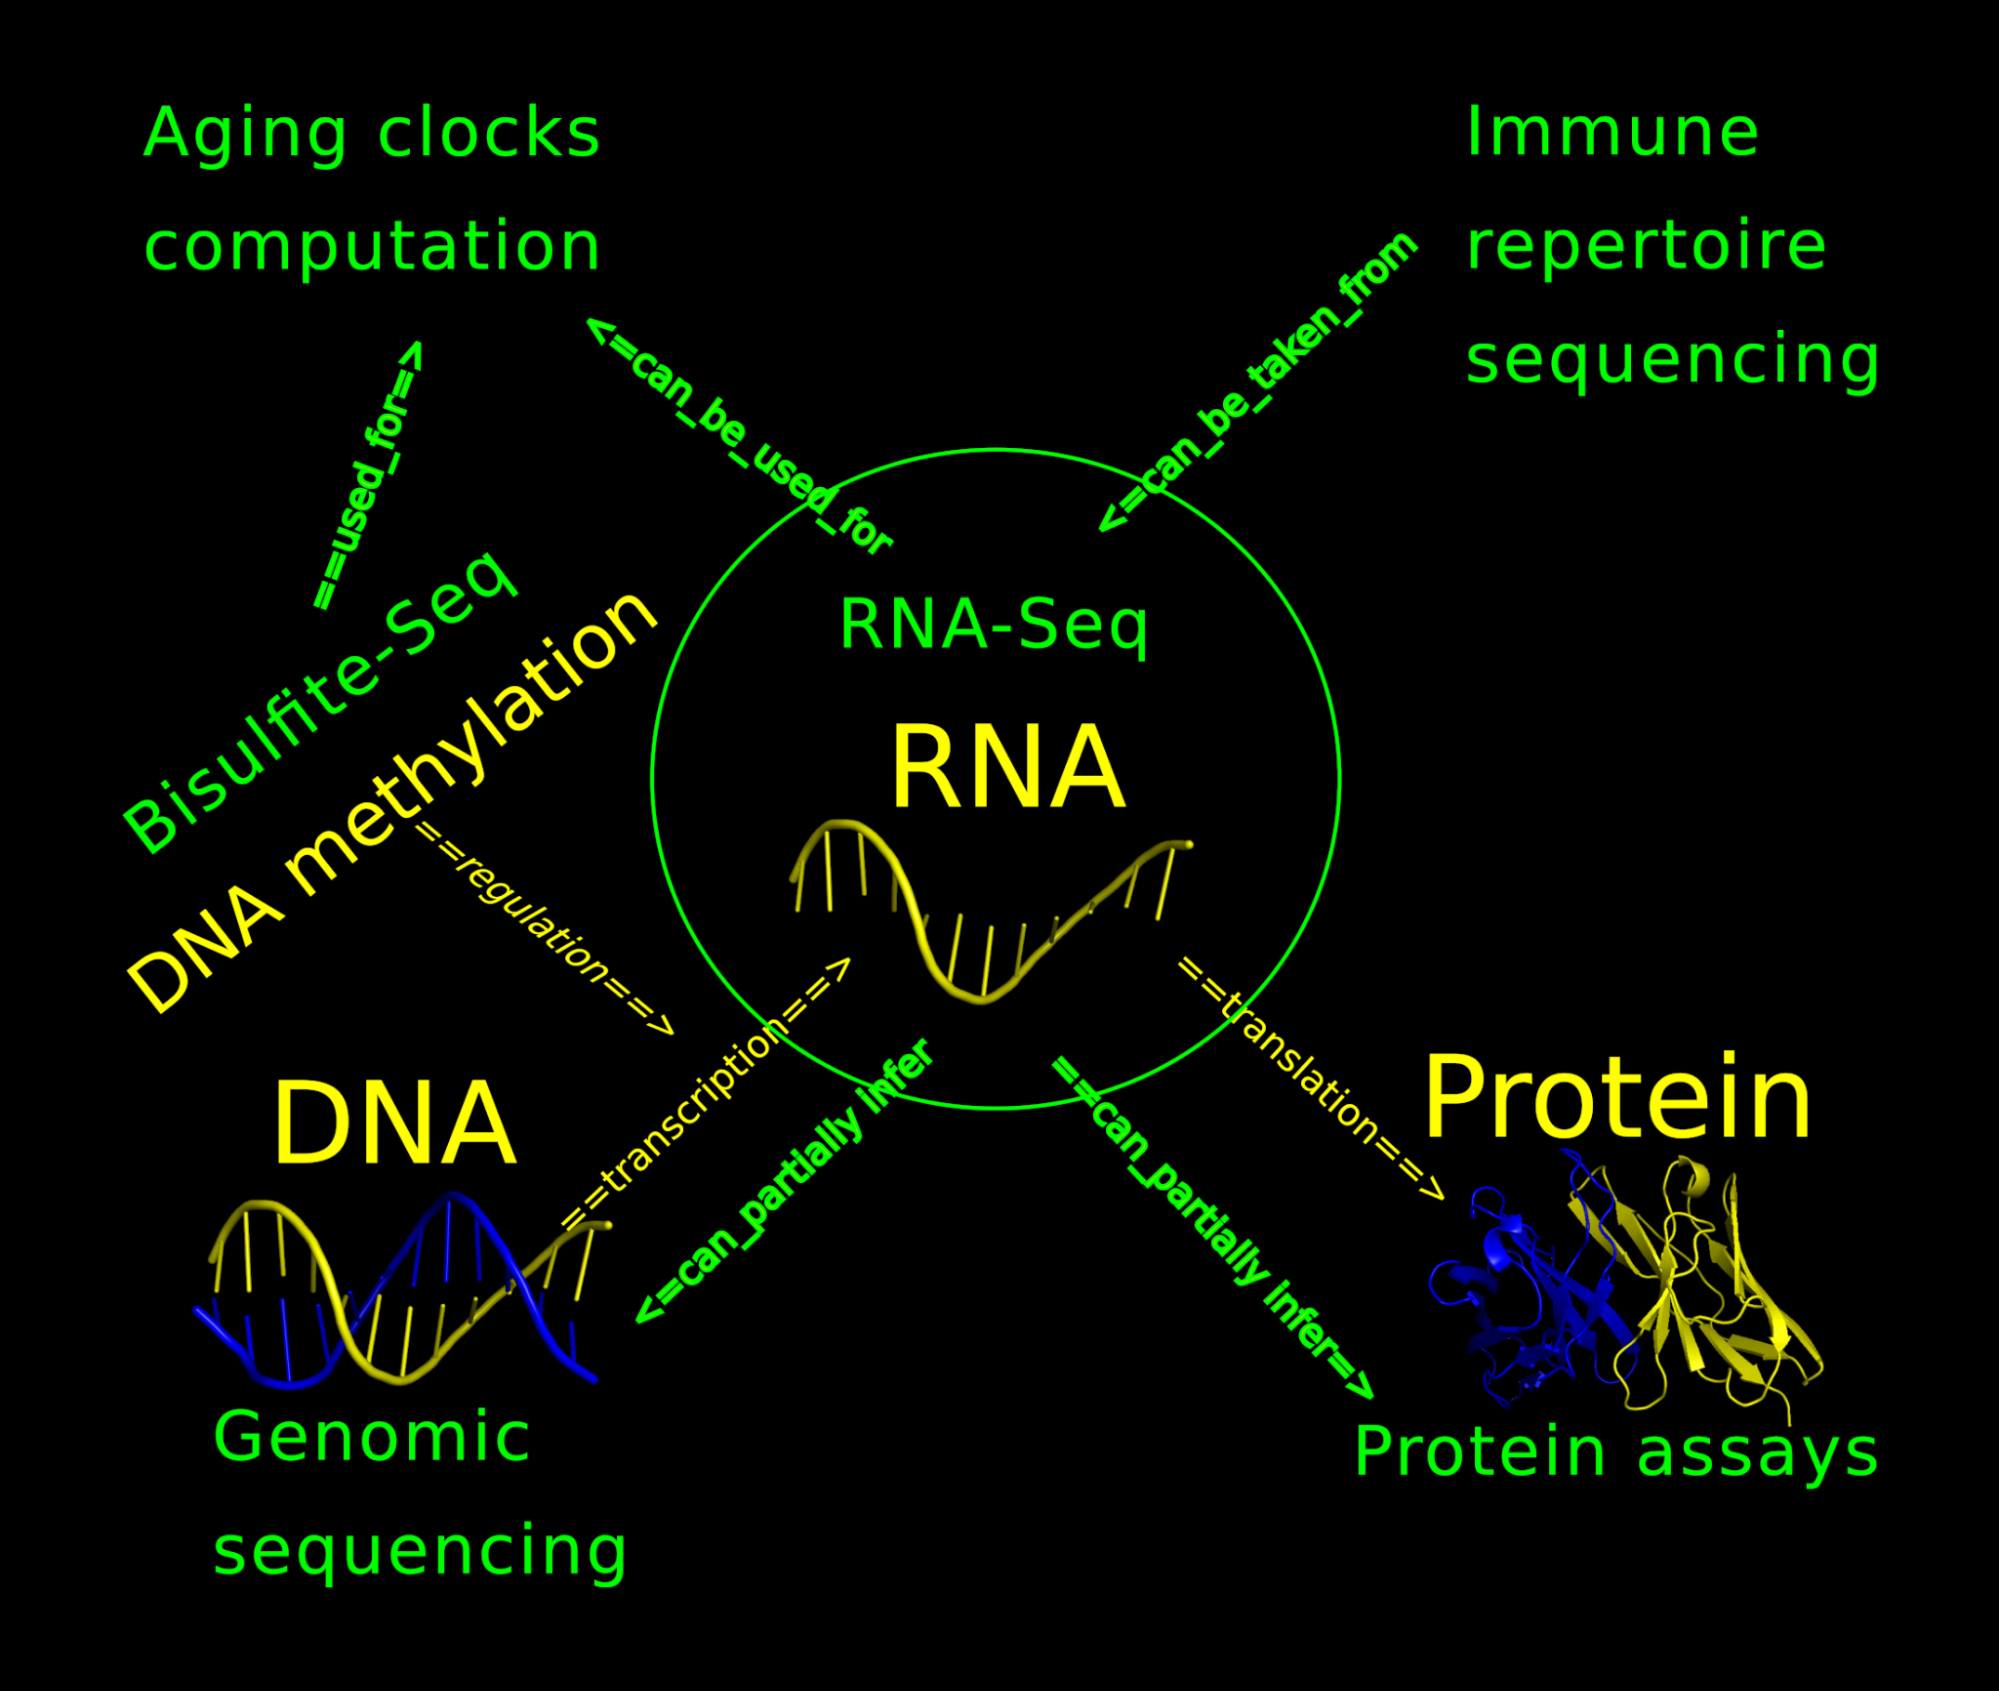 Aging clocks
computation
Immune
repertoire
sequencing
<=can_be_used_for
<=can_be_taken_from
==used_for=>
Bisulfite-Seq
DNA methylation
RNA-Seq
RNA
==regulation==>
==transcription==>
==translation==>
<=can_partially infer
==can_partially infer=>
DNA
Protein
Genomic
sequencing
Protein assays